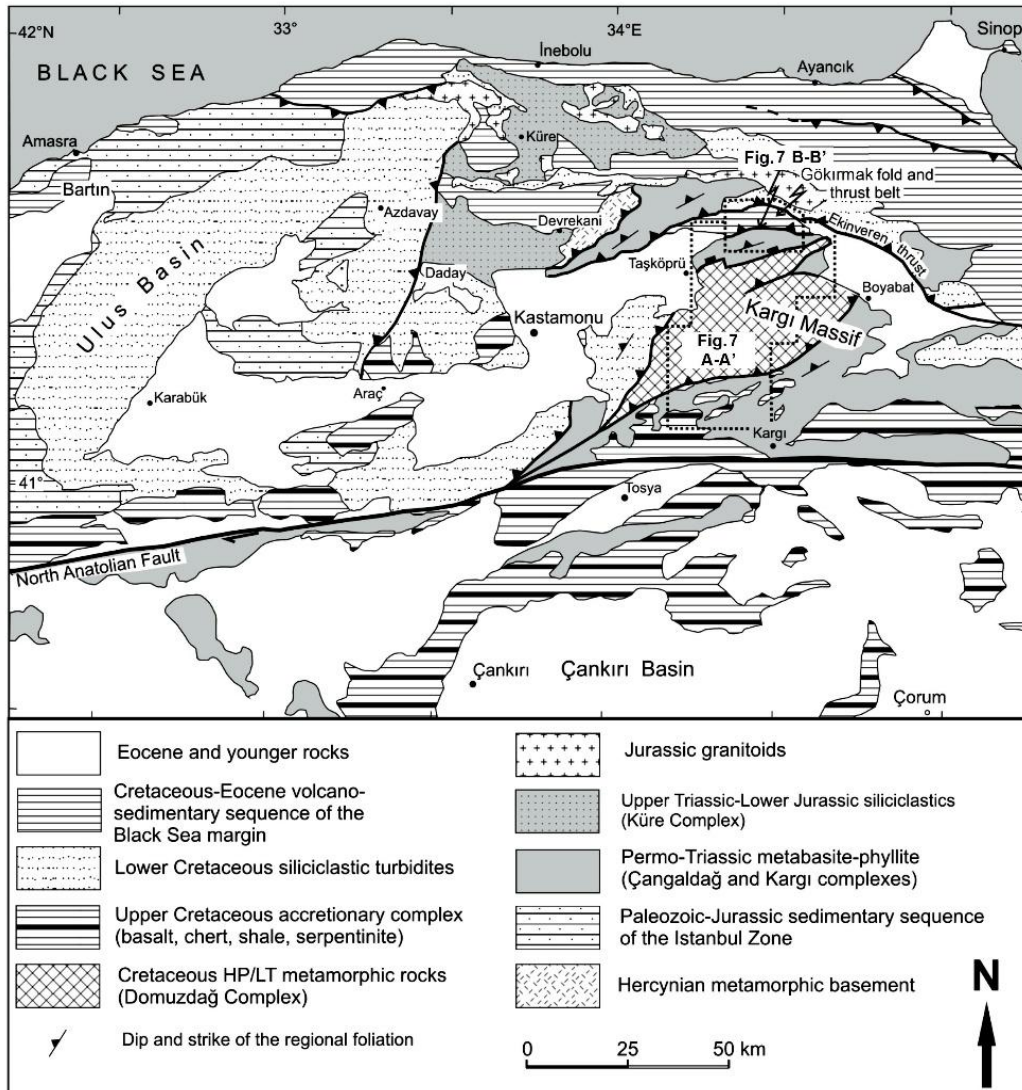 42°N
33°
34°E
Sinop
BLACK SEA
İnebolu
Ayancık
Amasra
Küre
Bartın
Fig.7 B-B'
Gökırmak fold and
thrust belt
Azdavay
Devrekani
Ekinveren thrust
Ulus Basin
Daday
Taşköprü
Boyabat
Kastamonu
Kargı Massif
Fig.7
A-A'
Karabük
Araç
Kargı
41°
Tosya
North Anatolian Fault
Çankırı
Çankırı Basin
Çorum
Eocene and younger rocks
Cretaceous-Eocene volcano-
sedimentary sequence of the
Black Sea margin
Lower Cretaceous siliciclastic turbidites
Upper Cretaceous accretionary complex
(basalt, chert, shale, serpentinite)
Cretaceous HP/LT metamorphic rocks
(Domuzdağ Complex)
Dip and strike of the regional foliation
Jurassic granitoids
Upper Triassic-Lower Jurassic siliciclastics
(Küre Complex)
Permo-Triassic metabasite-phyllite
(Çangaldağ and Kargı complexes)
Paleozoic-Jurassic sedimentary sequence
of the Istanbul Zone
Hercynian metamorphic basement
N
0 25 50 km